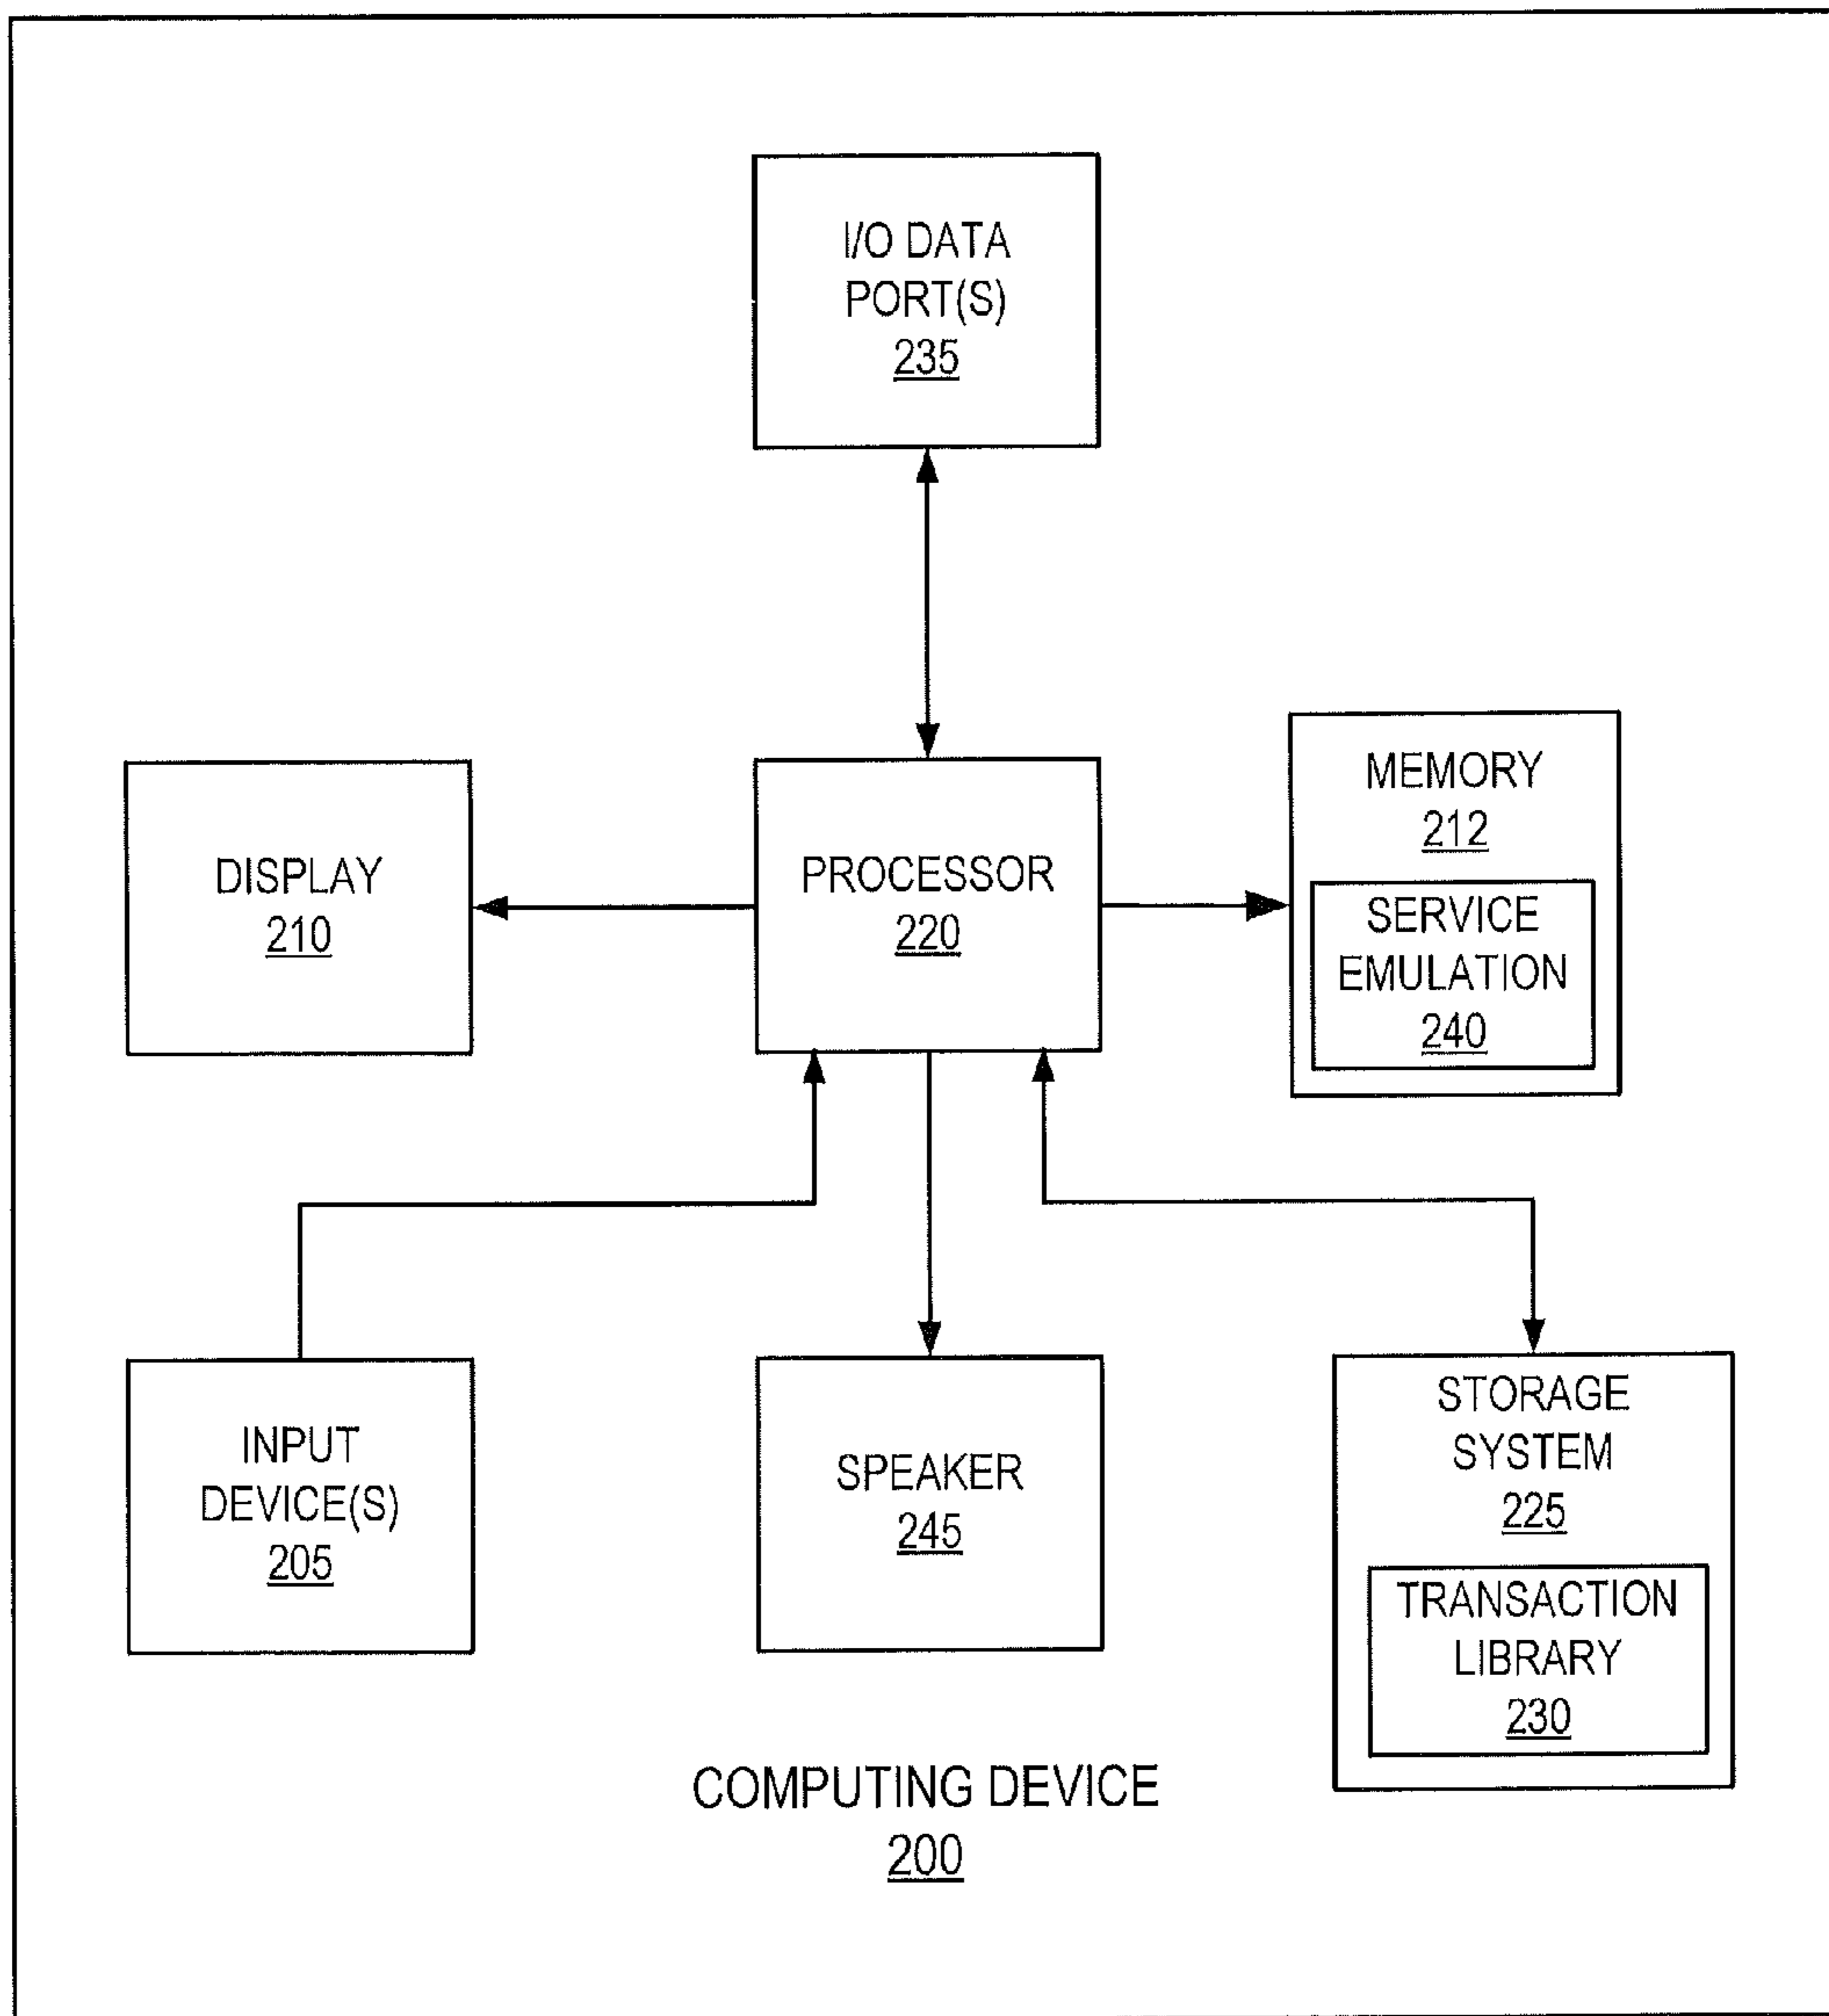 I/O DATA
PORT(S)
235
DISPLAY
210
PROCESSOR
220
MEMORY
212
SERVICE
EMULATION
240
INPUT
DEVICE(S)
205
SPEAKER
245
STORAGE
SYSTEM
225
TRANSACTION
LIBRARY
230
COMPUTING DEVICE
200